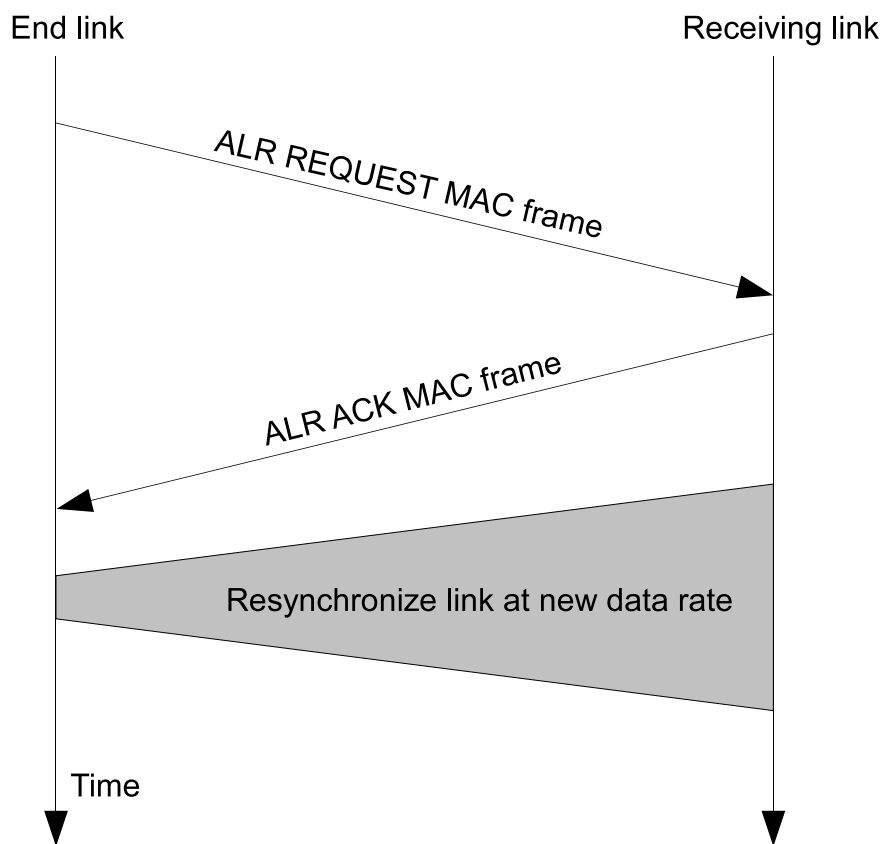 End link
Receiving link
ALR REQUEST MAC frame
ALR ACK MAC frame
Resynchronize link at new data rate
Time